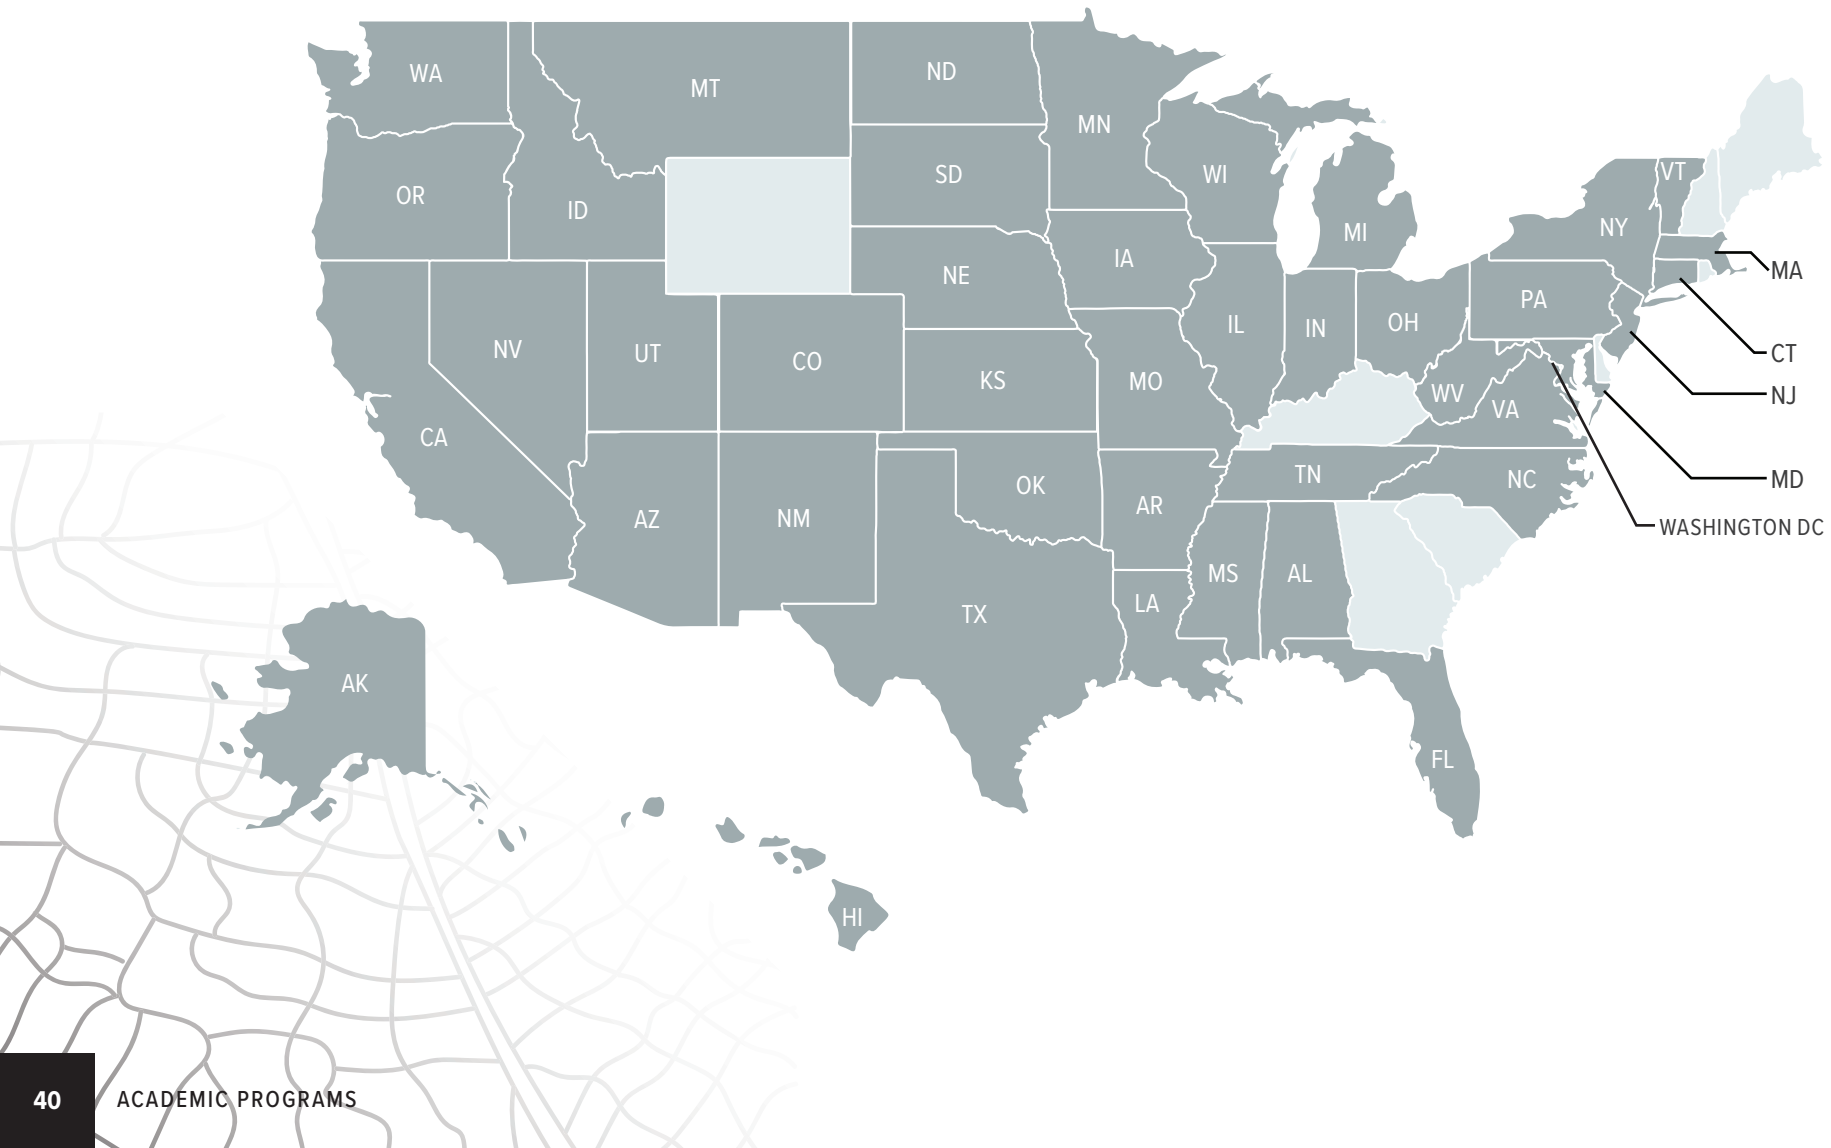 WA
MT
ND
MN
OR
ID
SD
WI
VT
NY
MI
MA
NE
IA
PA
NV
UT
CO
IL
IN
OH
CT
KS
MO
WV
VA
NJ
CA
OK
TN
NC
MD
AZ
NM
AR
WASHINGTON DC
MS
AL
TX
LA
AK
FL
HI
40
ACADEMIC PROGRAMS